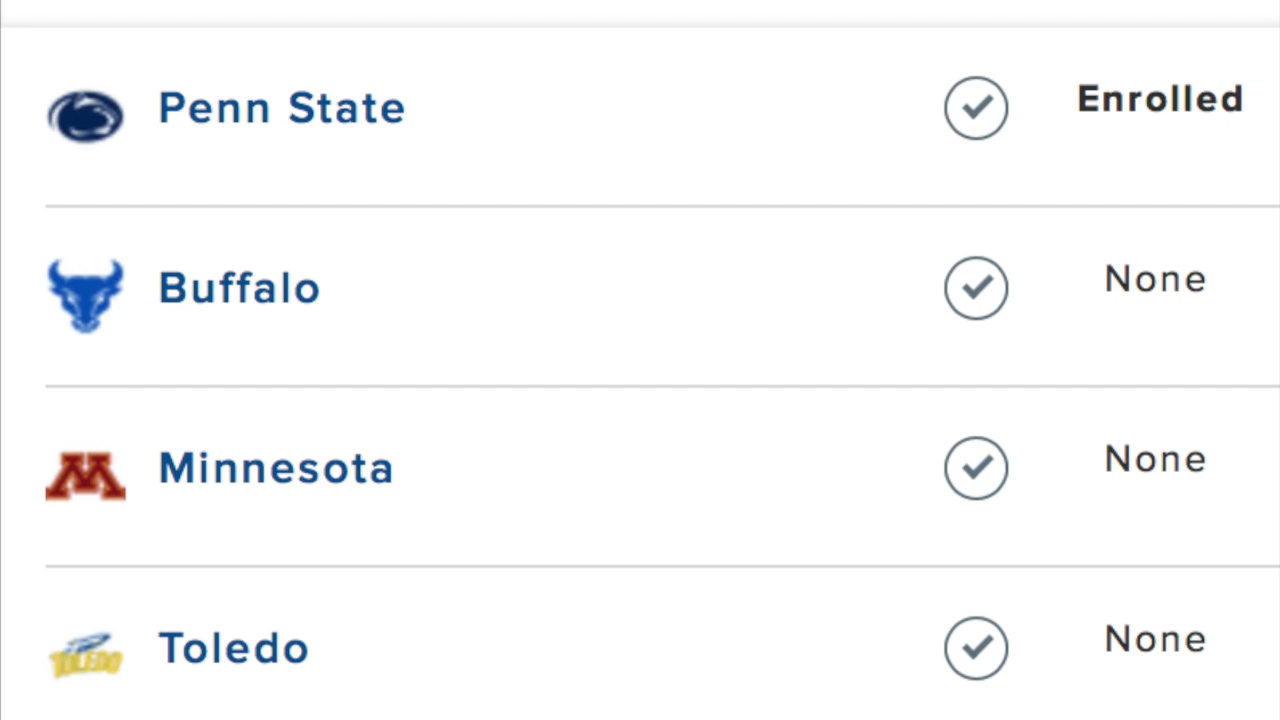 Penn State Enrolled
Buffalo None
Minnesota None
TOLEDO Toledo None